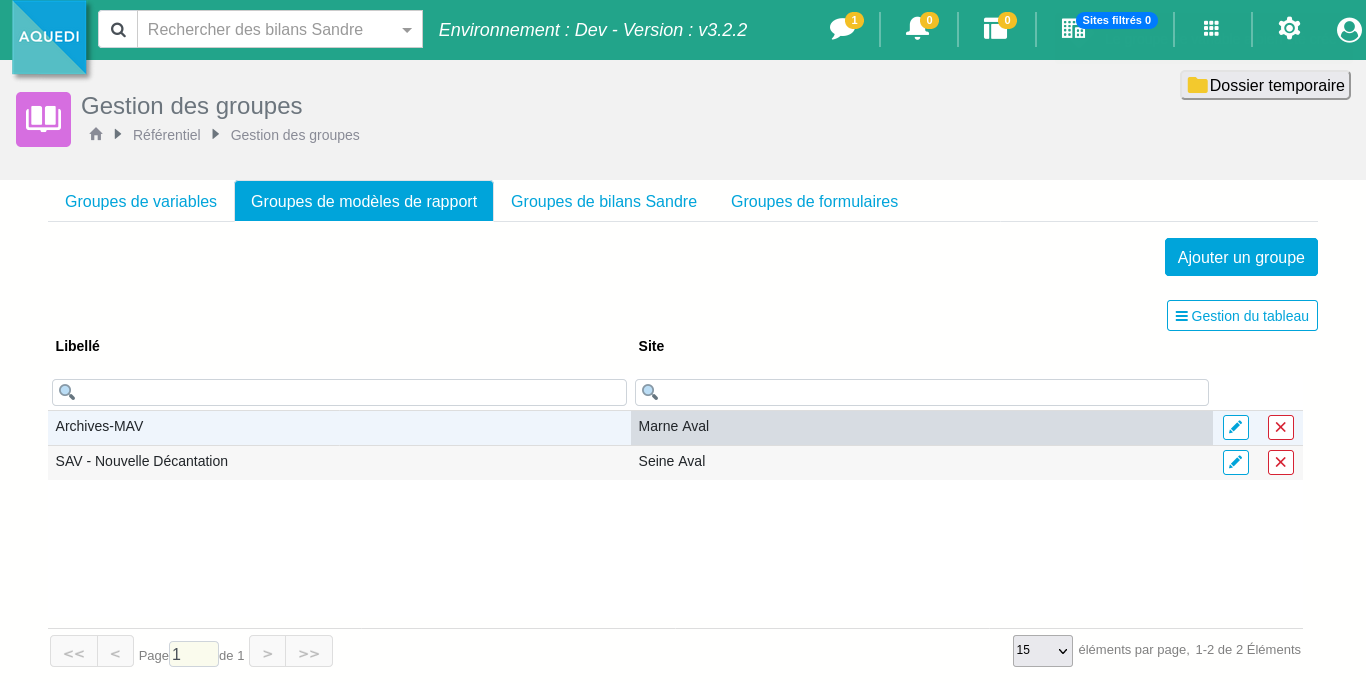 AQUEDI
Rechercher des bilans Sandre
Environnement : Dev - Version : v3.2.2
1
0
0
Sites filtrés 0
Dossier temporaire
Gestion des groupes
Référentiel Gestion des groupes
Groupes de variables Groupes de modèles de rapport Groupes de bilans Sandre Groupes de formulaires
Ajouter un groupe
Gestion du tableau
Libellé Site
Archives-MAV Marne Aval
SAV - Nouvelle Décantation Seine Aval
<< < Page 1 de 1 > >> 15 éléments par page, 1-2 de 2 Éléments